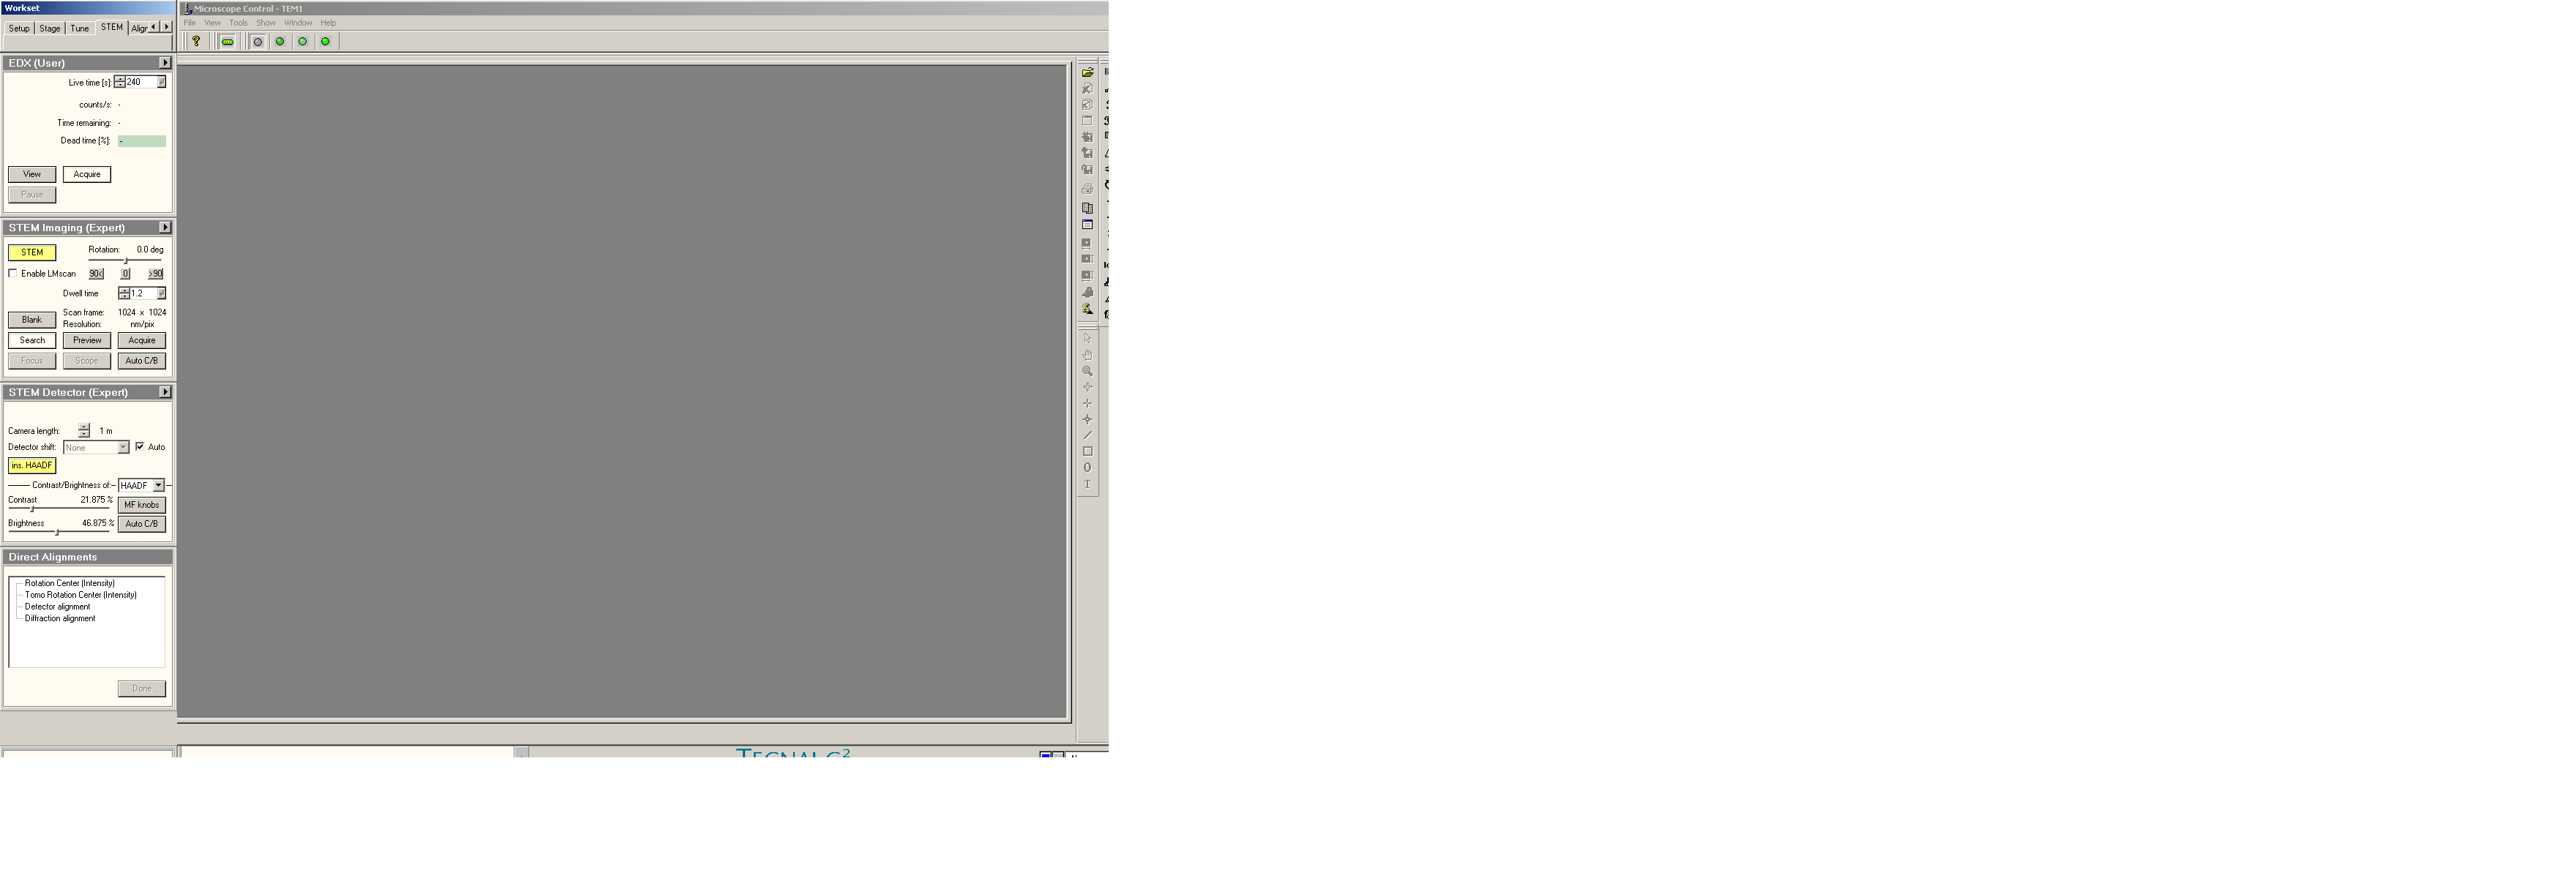 Workset
Microscope Control - TEM1
Setup Stage Tune STEM Align
File View Tools Show Window Help
EDX (User)
Live time [s]: 240
counts/s: -
Time remaining: -
Dead time [%]: -
View Acquire
Pause
STEM Imaging (Expert)
STEM Rotation: 0.0 deg
Enable LMscan 90< 0 >90
Dwell time 1.2
Scan frame: 1024 x 1024
Blank
Resolution: nm/pix
Search Preview Acquire
Focus Scope Auto C/B
STEM Detector (Expert)
Camera length: 1 m
Detector shift: None Auto
ins. HAADF
Contrast/Brightness of: HAADF
Contrast 21.875 % MF knobs
Brightness 46.875 % Auto C/B
Direct Alignments
Rotation Center (Intensity)
Tomo Rotation Center (Intensity)
Detector alignment
Diffraction alignment
Done
TECNAI G²